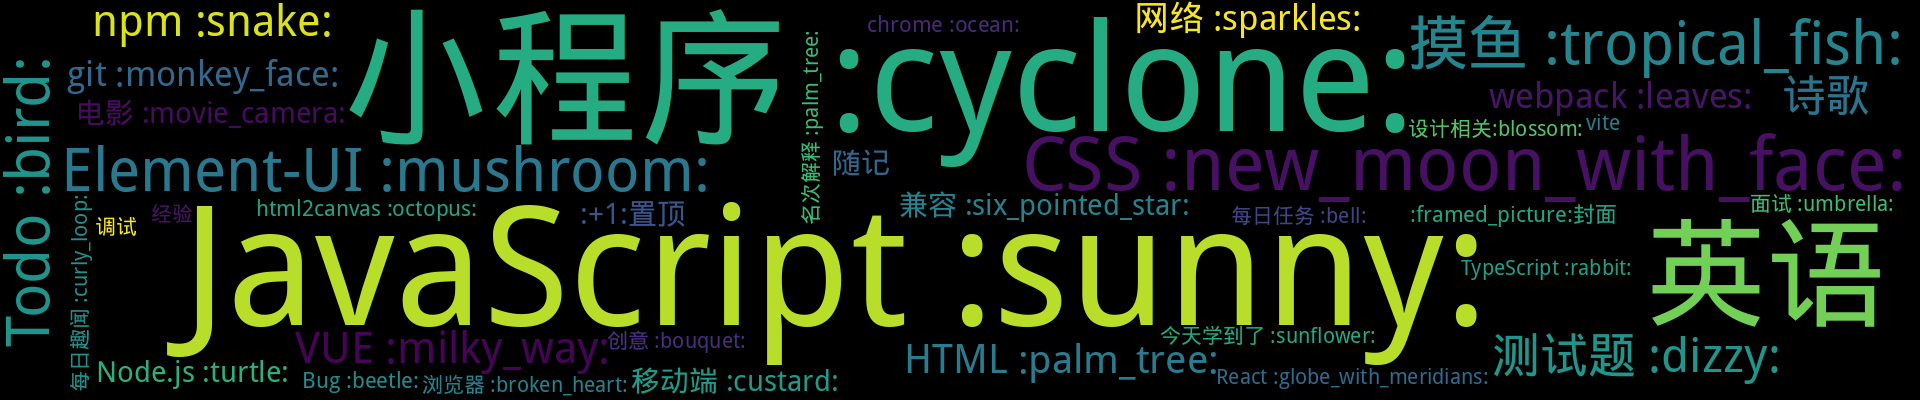 npm :snake:
小程序 :cyclone:
chrome :ocean:
网络 :sparkles:
摸鱼 :tropical_fish:
git :monkey_face:
电影 :movie_camera:
名次解释 :palm_tree:
webpack :leaves:
诗歌
设计相关:blossom:
vite
Todo :bird:
Element-UI :mushroom:
随记
CSS :new_moon_with_face:
每日趣闻 :curly_loop:
调试
经验
html2canvas :octopus:
:+1:置顶
兼容 :six_pointed_star:
每日任务 :bell:
:framed_picture:封面
面试 :umbrella:
JavaScript :sunny:
TypeScript :rabbit:
英语
VUE :milky_way:
创意 :bouquet:
今天学到了 :sunflower:
HTML :palm_tree:
测试题 :dizzy:
Node.js :turtle:
Bug :beetle:
浏览器 :broken_heart:
移动端 :custard:
React :globe_with_meridians: